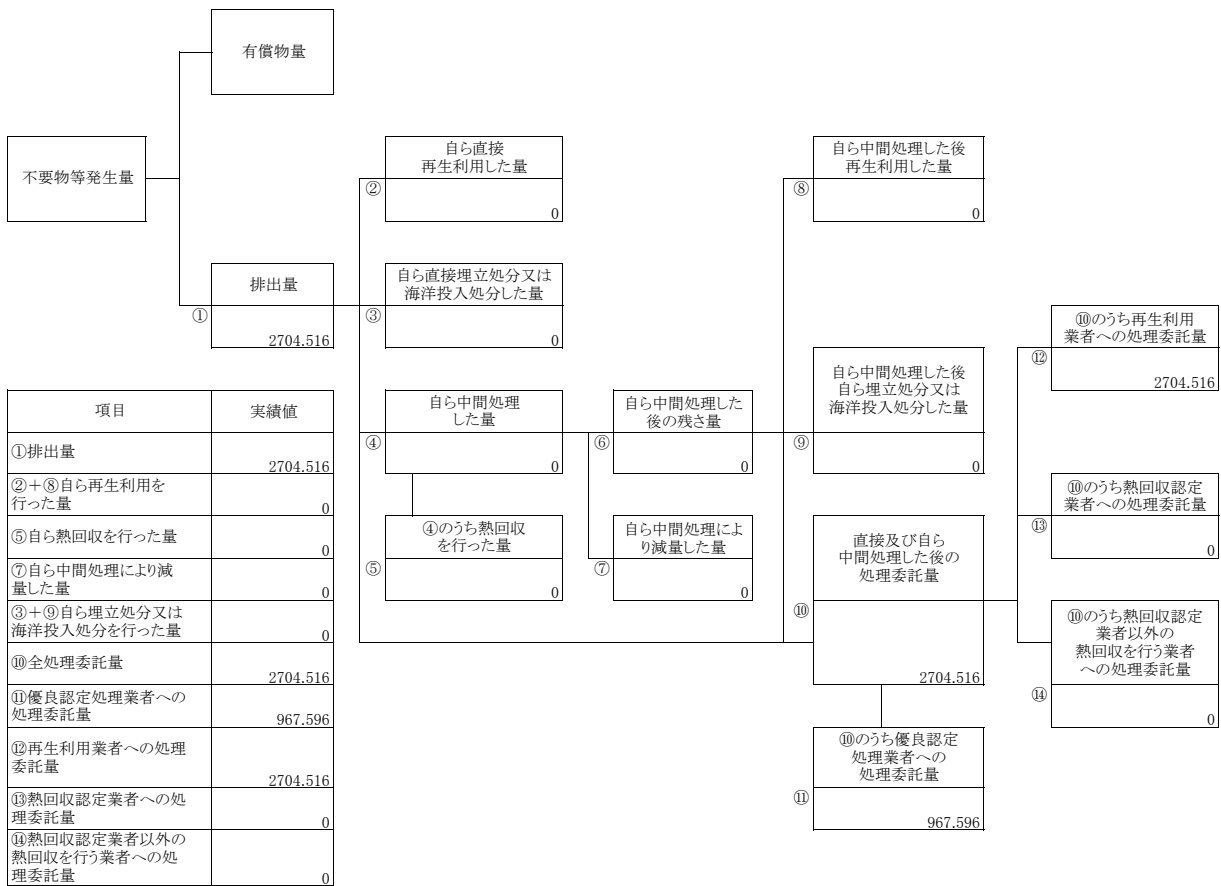 有償物量
不要物等発生量
自ら直接
再生利用した量
②
0
自ら中間処理した後
再生利用した量
⑧
0
排出量
①
2704.516
自ら直接埋立処分又は
海洋投入処分した量
③
0
⑩のうち再生利用
業者への処理委託量
⑫
2704.516
項目
実績値
①排出量
2704.516
②+⑧自ら再生利用を
行った量
0
⑤自ら熱回収を行った量
0
⑦自ら中間処理により減
量した量
0
③+⑨自ら埋立処分又は
海洋投入処分を行った量
0
⑩全処理委託量
2704.516
⑪優良認定処理業者への
処理委託量
967.596
⑫再生利用業者への処理
委託量
2704.516
⑬熱回収認定業者への処
理委託量
0
⑭熱回収認定業者以外の
熱回収を行う業者への処
理委託量
0
自ら中間処理
した量
④
0
自ら中間処理した
後の残さ量
⑥
0
自ら中間処理した後
自ら埋立処分又は
海洋投入処分した量
⑨
0
④のうち熱回収
を行った量
⑤
0
自ら中間処理によ
り減量した量
⑦
0
直接及び自ら
中間処理した後の
処理委託量
⑩
2704.516
⑩のうち熱回収認定
業者への処理委託量
⑬
0
⑩のうち熱回収認定
業者以外の
熱回収を行う業者
への処理委託量
⑭
0
⑩のうち優良認定
処理業者への
処理委託量
⑪
967.596